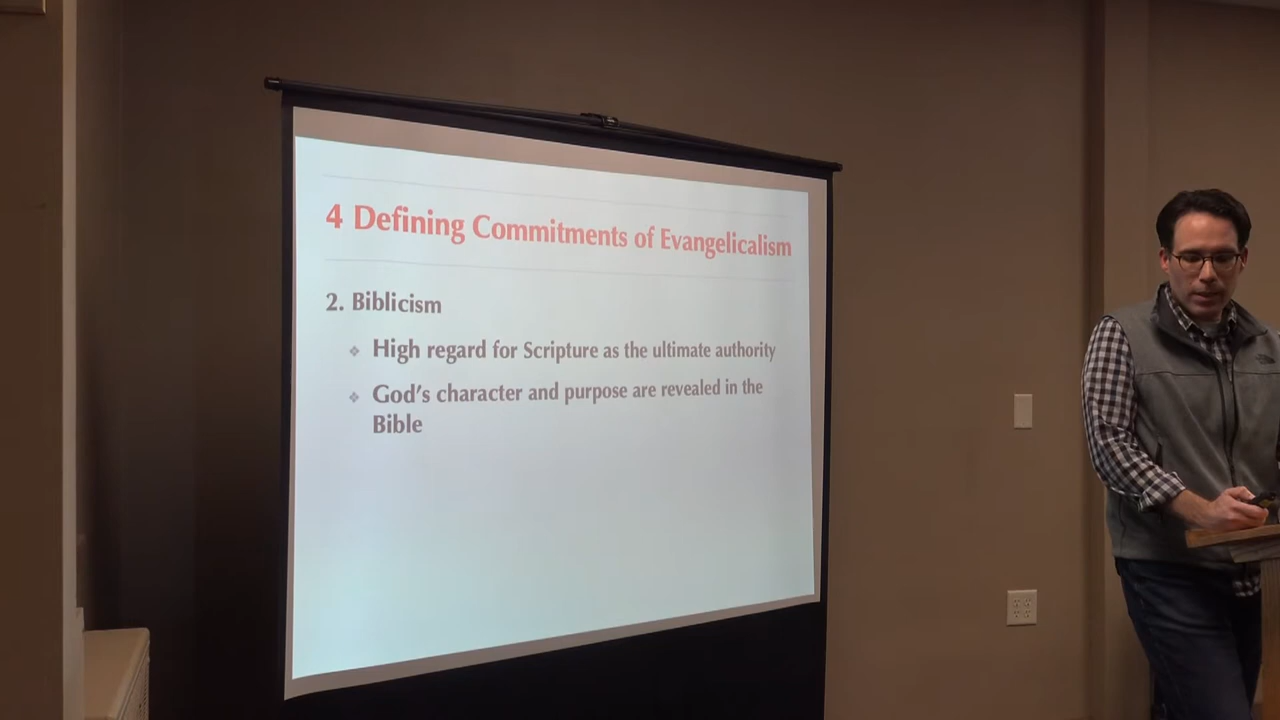 4 Defining Commitments of Evangelicalism
2. Biblicism
❖ High regard for Scripture as the ultimate authority
❖ God's character and purpose are revealed in the
Bible